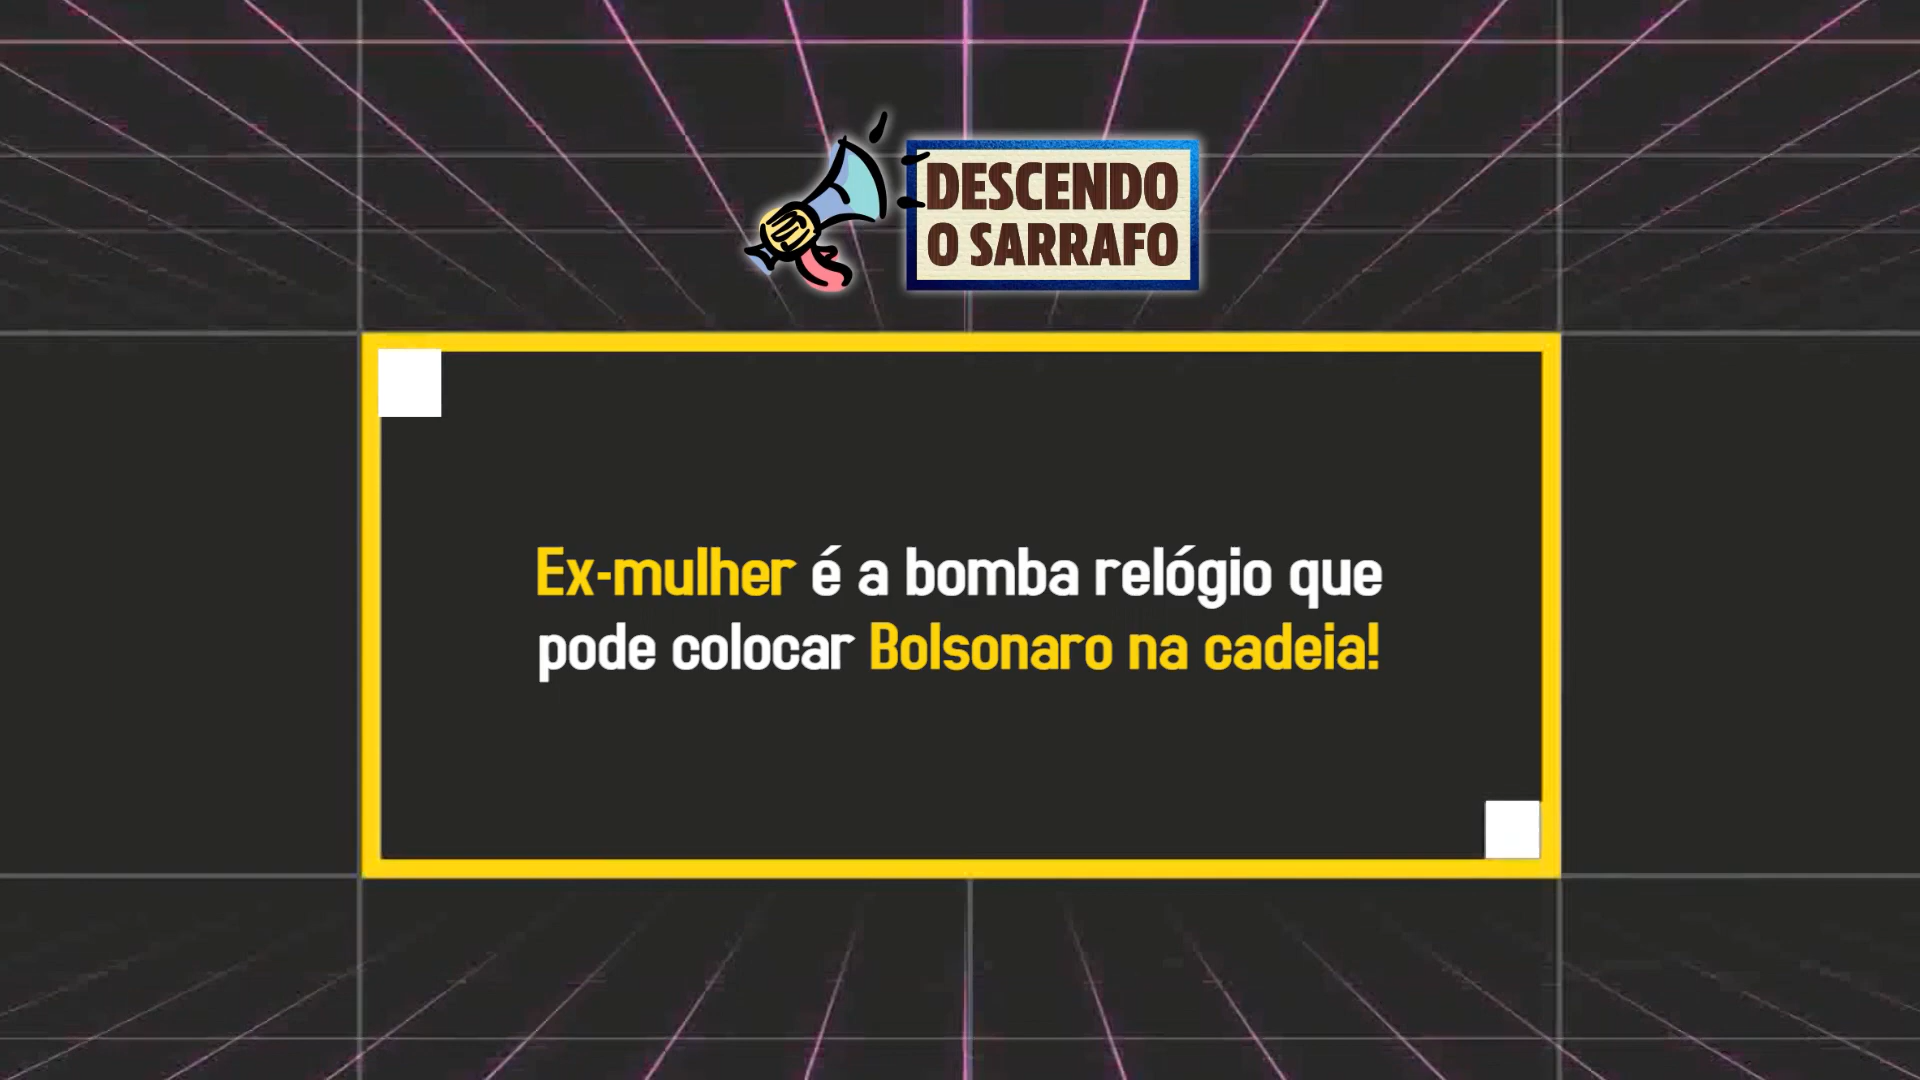 DESCENDO
O SARRAFO
Ex-mulher é a bomba relógio que
pode colocar Bolsonaro na cadeia!